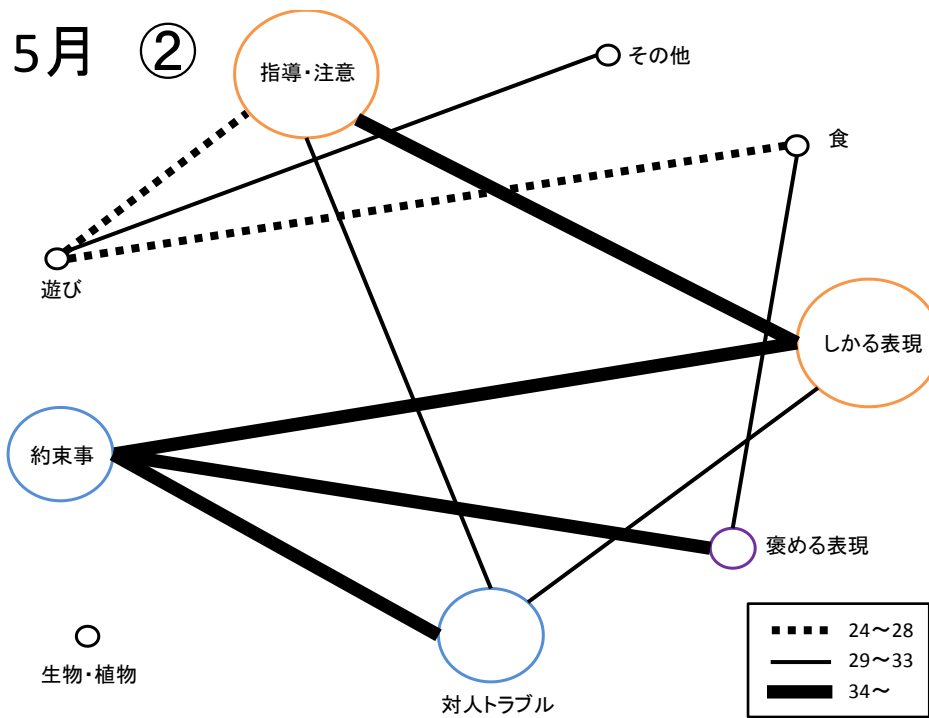 5月 ②
指導・注意
その他
食
遊び
しかる表現
約束事
褒める表現
生物・植物
対人トラブル
24～28
29～33
34～